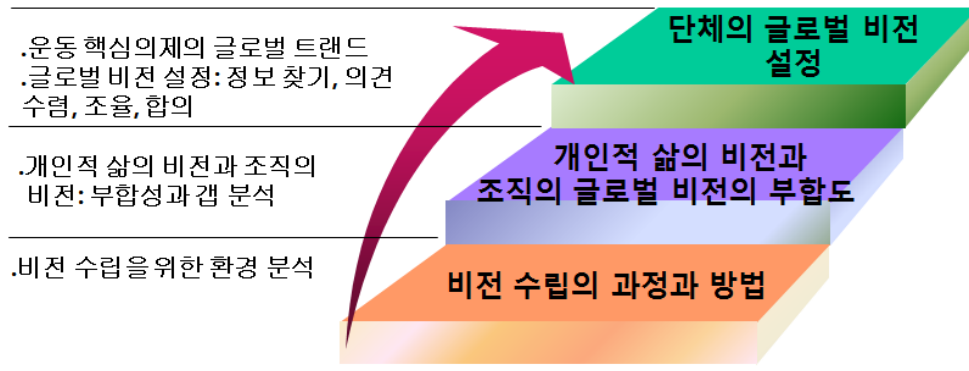 .운동 핵심의제의 글로벌 트랜드
.글로벌 비전 설정: 정보 찾기, 의견
수렴, 조율, 합의
단체의 글로벌 비전
설정
.개인적 삶의 비전과 조직의
비전: 부합성과 갭 분석
개인적 삶의 비전과
조직의 글로벌 비전의 부합도
.비전 수립을 위한 환경 분석
비전 수립의 과정과 방법